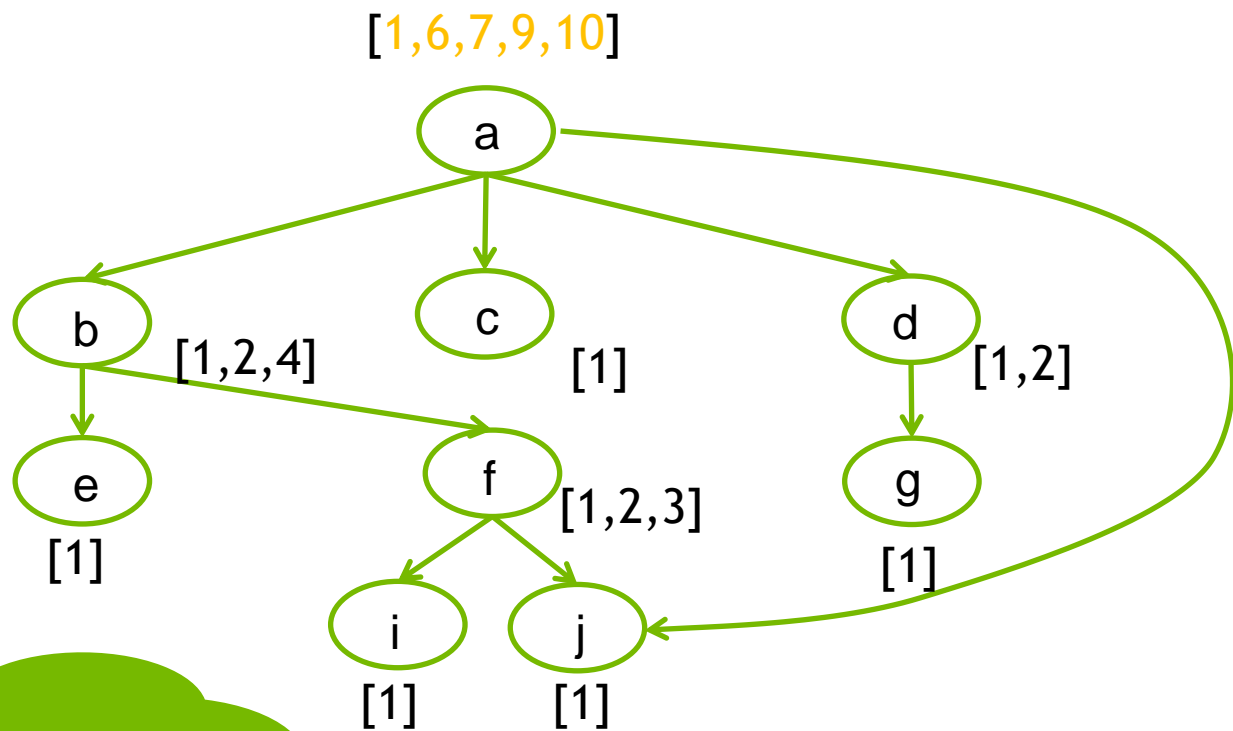 [1,6,7,9,10]
a
b
c
d
[1,2,4]
[1]
[1,2]
e
f
g
[1,2,3]
[1]
[1]
i
j
[1]
[1]